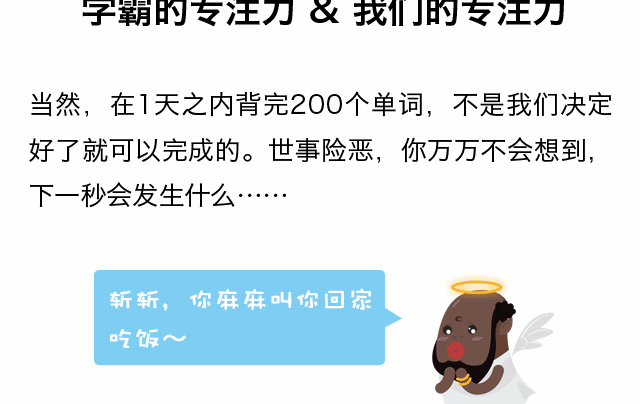 学霸的专注力 & 我们的专注力
当然，在1天之内背完200个单词，不是我们决定
好了就可以完成的。世事险恶，你万万不会想到，
下一秒会发生什么……
斩斩，你麻麻叫你回家
吃饭～